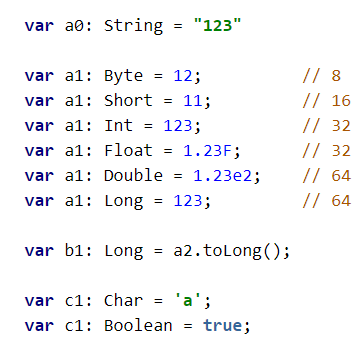 var a0: String = "123"
var a1: Byte = 12; // 8
var a1: Short = 11; // 16
var a1: Int = 123; // 32
var a1: Float = 1.23F; // 32
var a1: Double = 1.23e2; // 64
var a1: Long = 123; // 64
var b1: Long = a2.toLong();
var c1: Char = 'a';
var c1: Boolean = true;